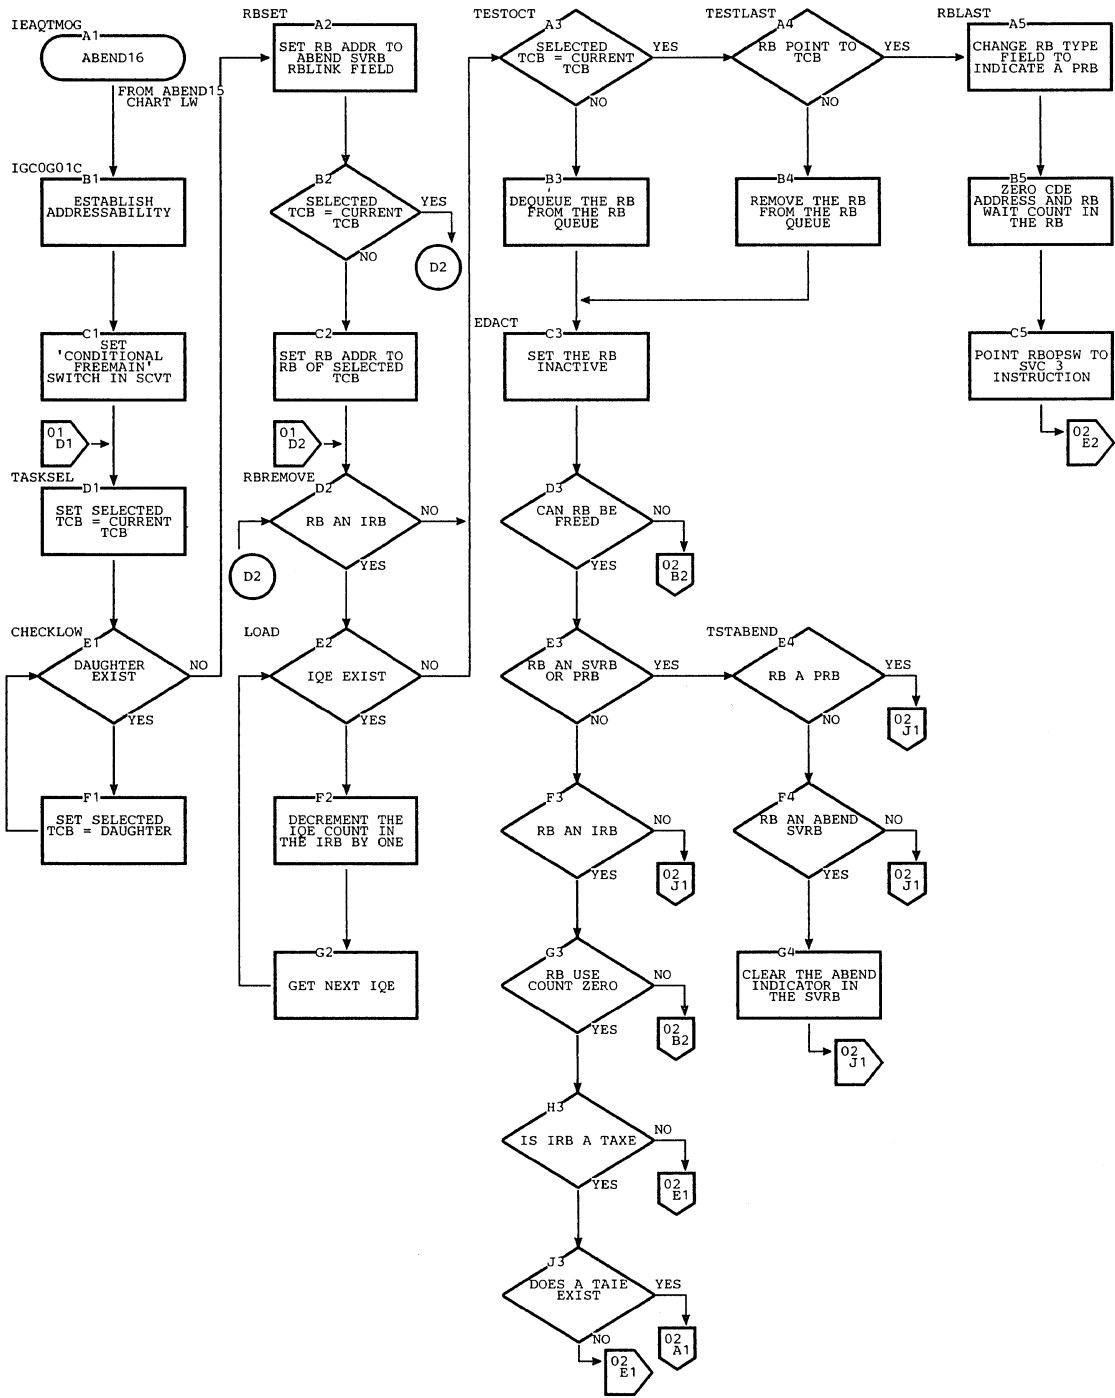 IEAQTMOG
A1
ABEND16
FROM ABEND15
CHART LW
IGC0G01C
B1
ESTABLISH
ADDRESSABILITY
C1
SET
'CONDITIONAL
FREEMAIN'
SWITCH IN SCVT
01
D1
TASKSEL
D1
SET SELECTED
TCB = CURRENT
TCB
CHECKLOW
E1
DAUGHTER
EXIST
NO
YES
F1
SET SELECTED
TCB = DAUGHTER
RBSET
A2
SET RB ADDR TO
ABEND SVRB
RBLINK FIELD
B2
SELECTED
TCB = CURRENT
TCB
YES
NO
D2
C2
SET RB ADDR TO
RB OF SELECTED
TCB
01
D2
RBREMOVE
D2
RB AN IRB
NO
YES
D2
LOAD
E2
IQE EXIST
NO
YES
F2
DECREMENT THE
IQE COUNT IN
THE IRB BY ONE
G2
GET NEXT IQE
TESTOCT
A3
SELECTED
TCB = CURRENT
TCB
YES
NO
B3
DEQUEUE THE RB
FROM THE RB
QUEUE
EDACT
C3
SET THE RB
INACTIVE
D3
CAN RB BE
FREED
NO
YES
02
B2
E3
RB AN SVRB
OR PRB
YES
NO
F3
RB AN IRB
NO
YES
02
J1
G3
RB USE
COUNT ZERO
NO
YES
02
B2
H3
IS IRB A TAXE
NO
YES
02
E1
J3
DOES A TAIE
EXIST
YES
NO
02
A1
02
E1
TESTLAST
A4
RB POINT TO
TCB
YES
NO
B4
REMOVE THE RB
FROM THE RB
QUEUE
TSTABEND
E4
RB A PRB
YES
NO
02
J1
F4
RB AN ABEND
SVRB
NO
YES
02
J1
G4
CLEAR THE ABEND
INDICATOR IN
THE SVRB
02
J1
RBLAST
A5
CHANGE RB TYPE
FIELD TO
INDICATE A PRB
B5
ZERO CDE
ADDRESS AND RB
WAIT COUNT IN
THE RB
C5
POINT RBOPSW TO
SVC 3
INSTRUCTION
02
E2